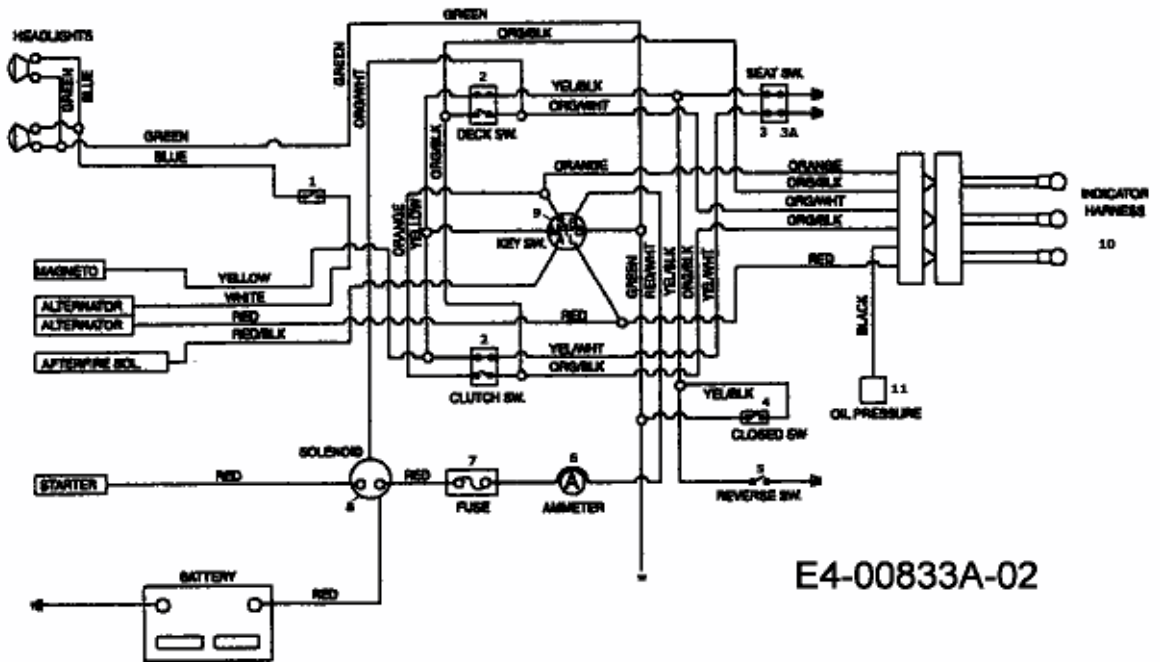 GREEN
HEADLIGHTS
ORG/BLK
GREEN
BLUE
GREEN
ORG/WHT
2
YEL/BLK
SEAT SW.
ORG/WHT
DECK SW.
3 3A
GREEN
BLUE
ORG/BLK
ORANGE
ORANGE
ORG/BLK
1
ORG/WHT
ORG/BLK
INDICATOR
HARNESS
10
ORANGE
YELLOW
9
KEY SW.
GREEN
RED/WHT
YEL/BLK
ORG/BLK
YEL/WHT
RED
MAGNETO
YELLOW
ALTERNATOR
WHITE
ALTERNATOR
RED
RED
RED/BLK
AFTERFIRE SOL.
BLACK
2
YEL/WHT
ORG/BLK
CLUTCH SW.
YEL/BLK
4
CLOSED SW
11
OIL PRESSURE
SOLENOID
STARTER
RED
8
RED
7
FUSE
6
A
AMMETER
5
REVERSE SW.
BATTERY
RED
E4-00833A-02